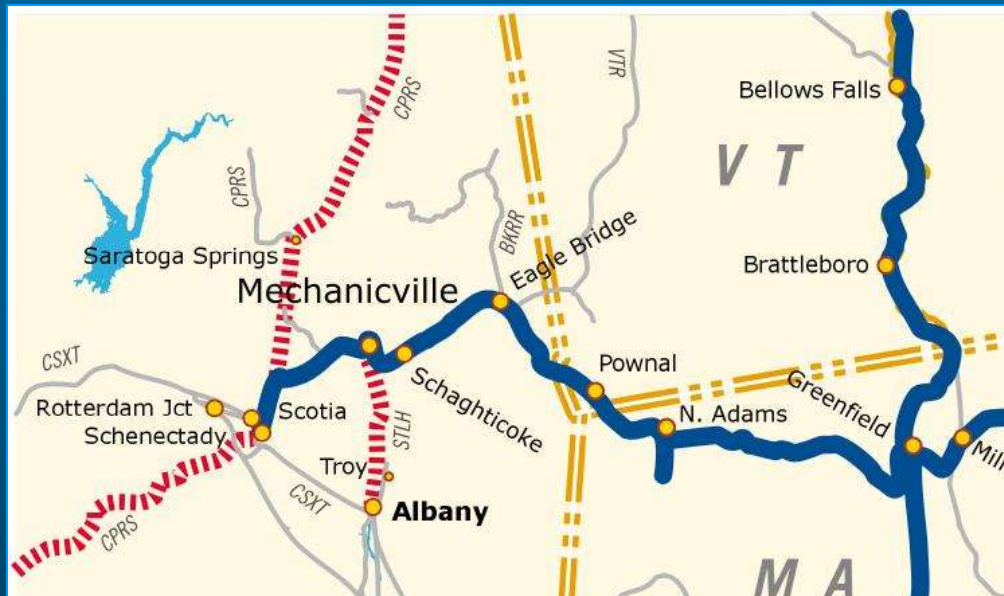 CPRS
VTR
Bellows Falls
V T
CPRS
BKRR
Eagle Bridge
Saratoga Springs
Brattleboro
Mechanicville
CSXT
Pownal
Schaghticoke
Greenfield
Rotterdam Jct
Scotia
N. Adams
Schenectady
STLH
Troy
CSXT
Albany
CPRS
M A